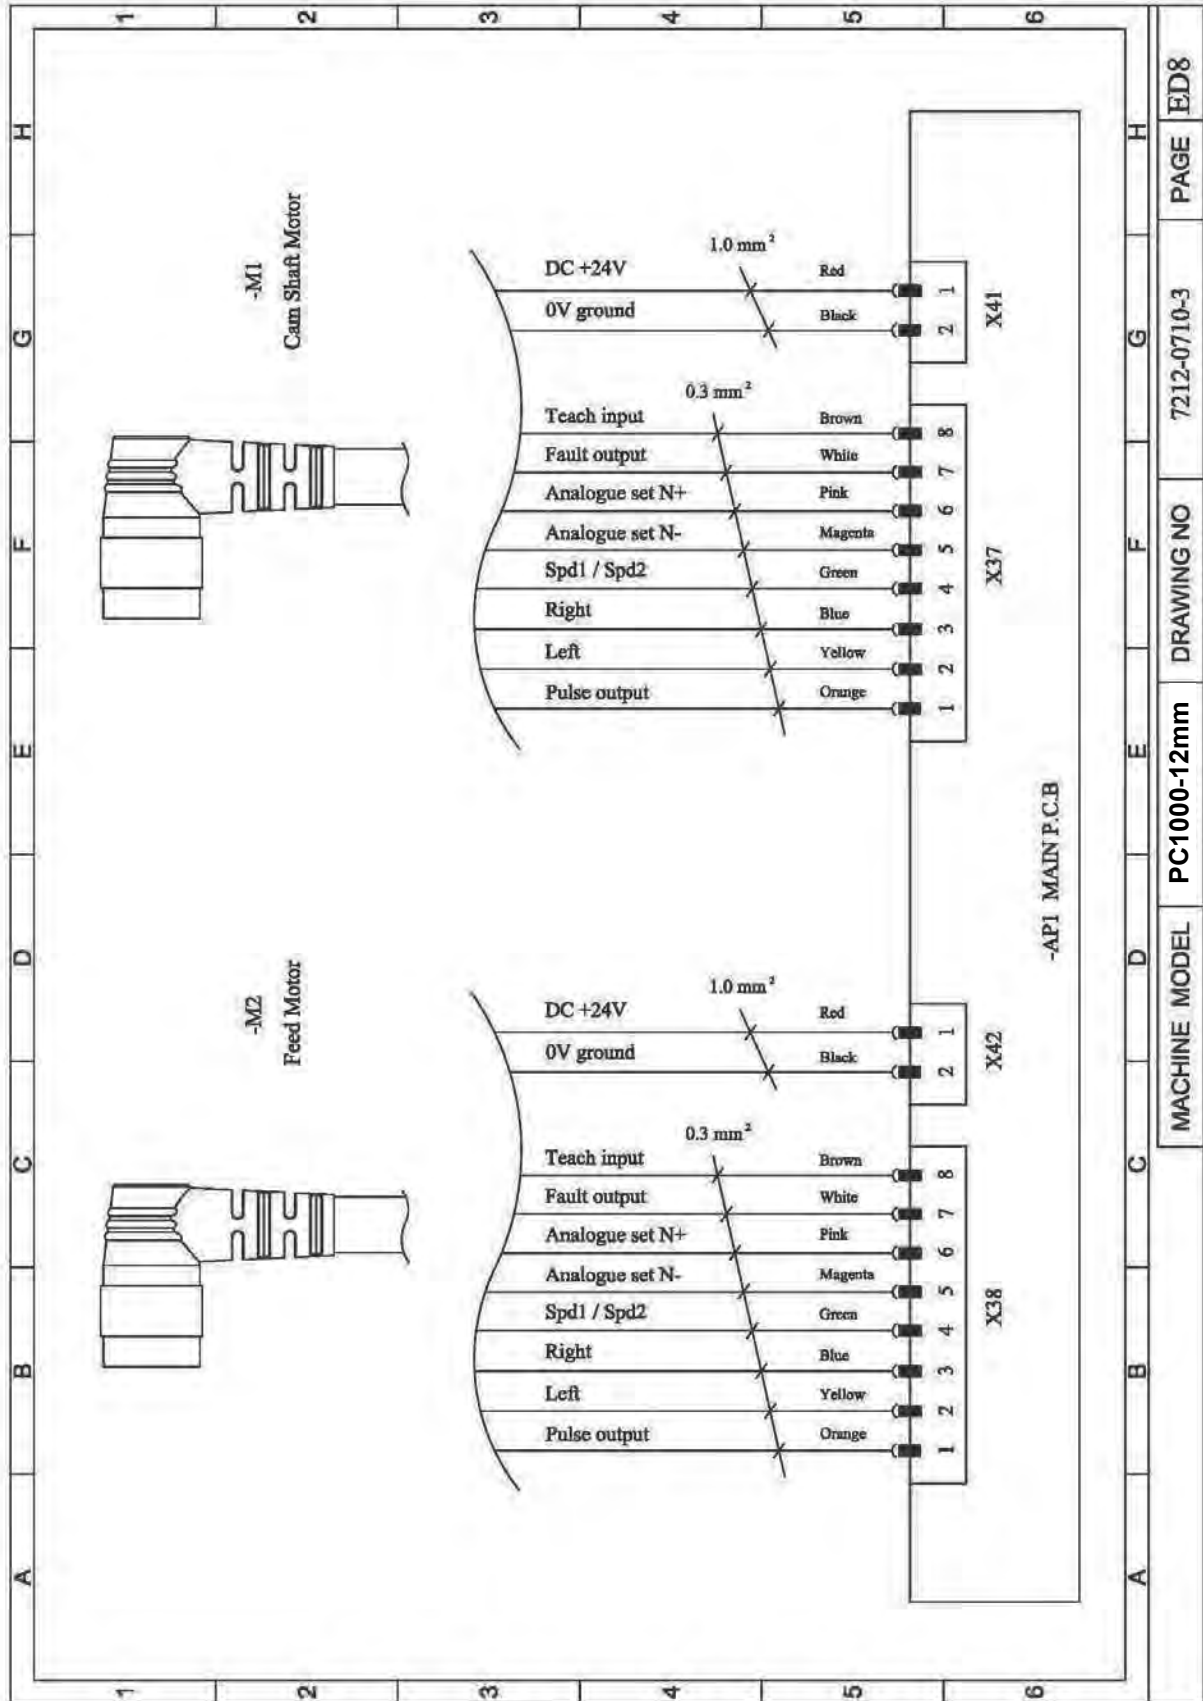 A B C D E F G H
1
2
3
4
5
6
-M2
Feed Motor
-M1
Cam Shaft Motor
Pulse output
Left
Right
Spd1 / Spd2
Analogue set N-
Analogue set N+
Fault output
Teach input
0V ground
DC +24V
0.3 mm²
1.0 mm²
Orange
Yellow
Blue
Green
Magenta
Pink
White
Brown
Black
Red
1 2 3 4 5 6 7 8
2 1
X38
X42
Pulse output
Left
Right
Spd1 / Spd2
Analogue set N-
Analogue set N+
Fault output
Teach input
0V ground
DC +24V
0.3 mm²
1.0 mm²
Orange
Yellow
Blue
Green
Magenta
Pink
White
Brown
Black
Red
1 2 3 4 5 6 7 8
2 1
X37
X41
-AP1 MAIN P.C.B
1
2
3
4
5
6
A B C D E F G H
MACHINE MODEL PC1000-12mm DRAWING NO 7212-0710-3 PAGE ED8